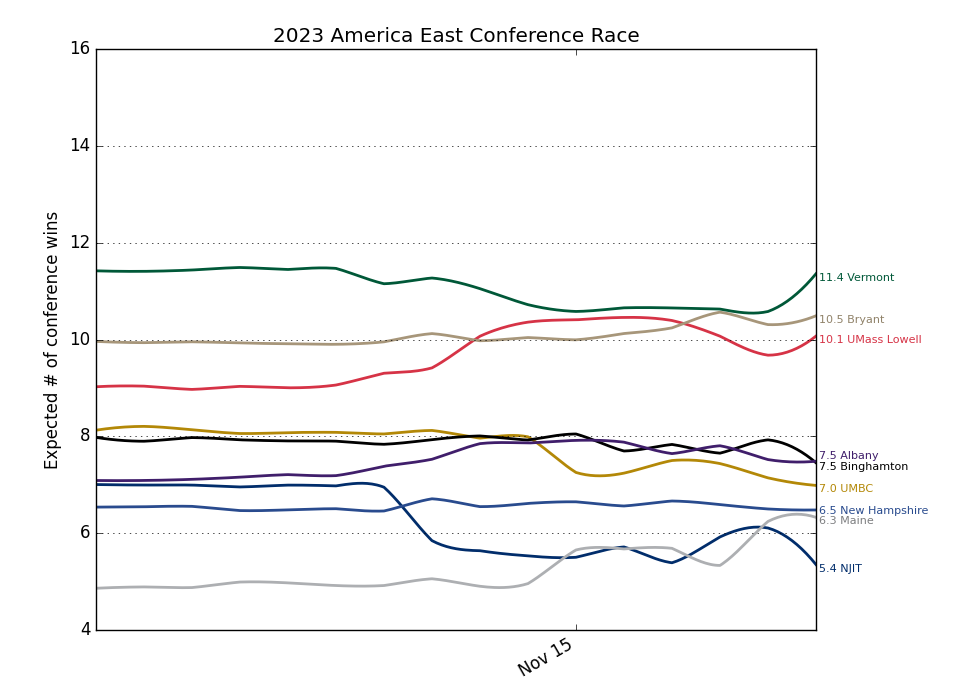 2023 America East Conference Race
Expected # of conference wins
16
14
12
10
8
6
4
Nov 15
11.4 Vermont
10.5 Bryant
10.1 UMass Lowell
7.5 Albany
7.5 Binghamton
7.0 UMBC
6.5 New Hampshire
6.3 Maine
5.4 NJIT